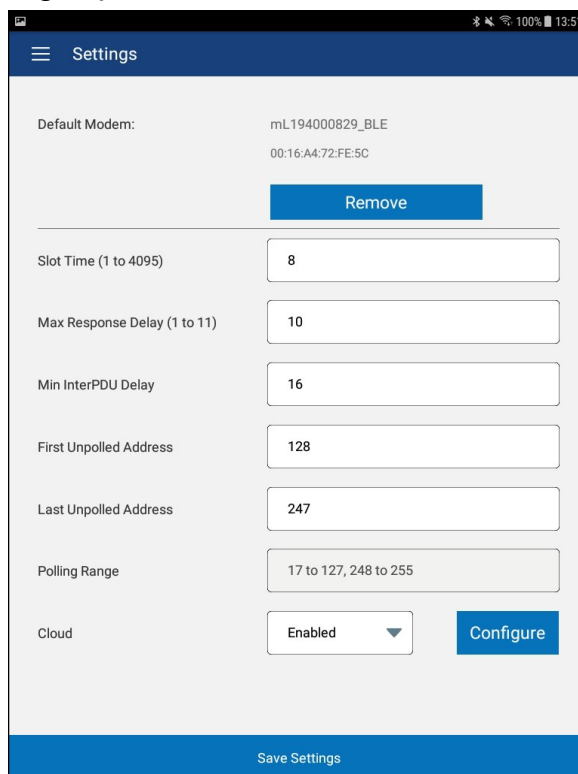 100% 13:5
Settings
Default Modem: mL194000829_BLE
00:16:A4:72:FE:5C
Remove
Slot Time (1 to 4095) 8
Max Response Delay (1 to 11) 10
Min InterPDU Delay 16
First Unpolled Address 128
Last Unpolled Address 247
Polling Range 17 to 127, 248 to 255
Cloud Enabled Configure
Save Settings